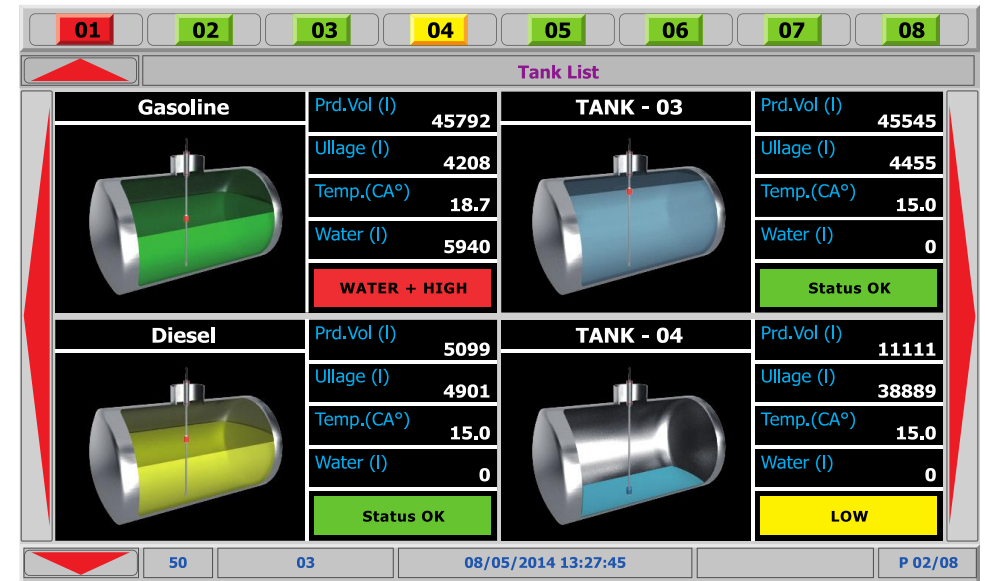 01 02 03 04 05 06 07 08
Tank List
Gasoline
Prd.Vol (l)
45792
Ullage (l)
4208
Temp.(CA°)
18.7
Water (l)
5940
WATER + HIGH
TANK - 03
Prd.Vol (l)
45545
Ullage (l)
4455
Temp.(CA°)
15.0
Water (l)
0
Status OK
Diesel
Prd.Vol (l)
5099
Ullage (l)
4901
Temp.(CA°)
15.0
Water (l)
0
Status OK
TANK - 04
Prd.Vol (l)
11111
Ullage (l)
38889
Temp.(CA°)
15.0
Water (l)
0
LOW
50 03 08/05/2014 13:27:45 P 02/08